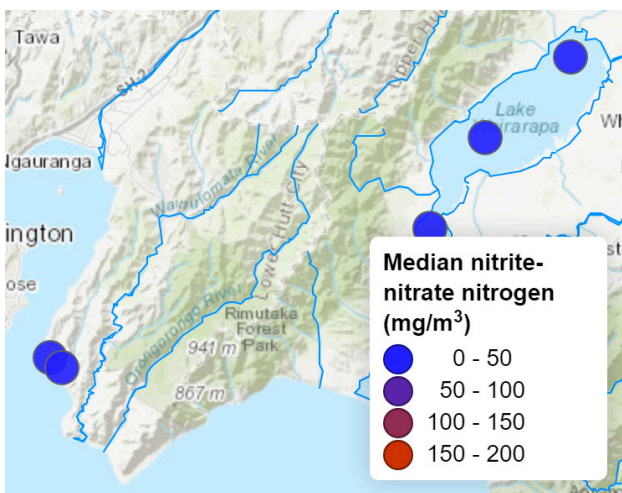 Tawa
SH 2
Upper Hutt
Lake
Wairarapa
Wh
Ngauranga
Wainuiomata River
Lower Hutt City
ington
ose
Orongorongo River
Rimutaka
Forest
Park
941 m
867 m
st
Median nitrite-
nitrate nitrogen
(mg/m³)
0 - 50
50 - 100
100 - 150
150 - 200